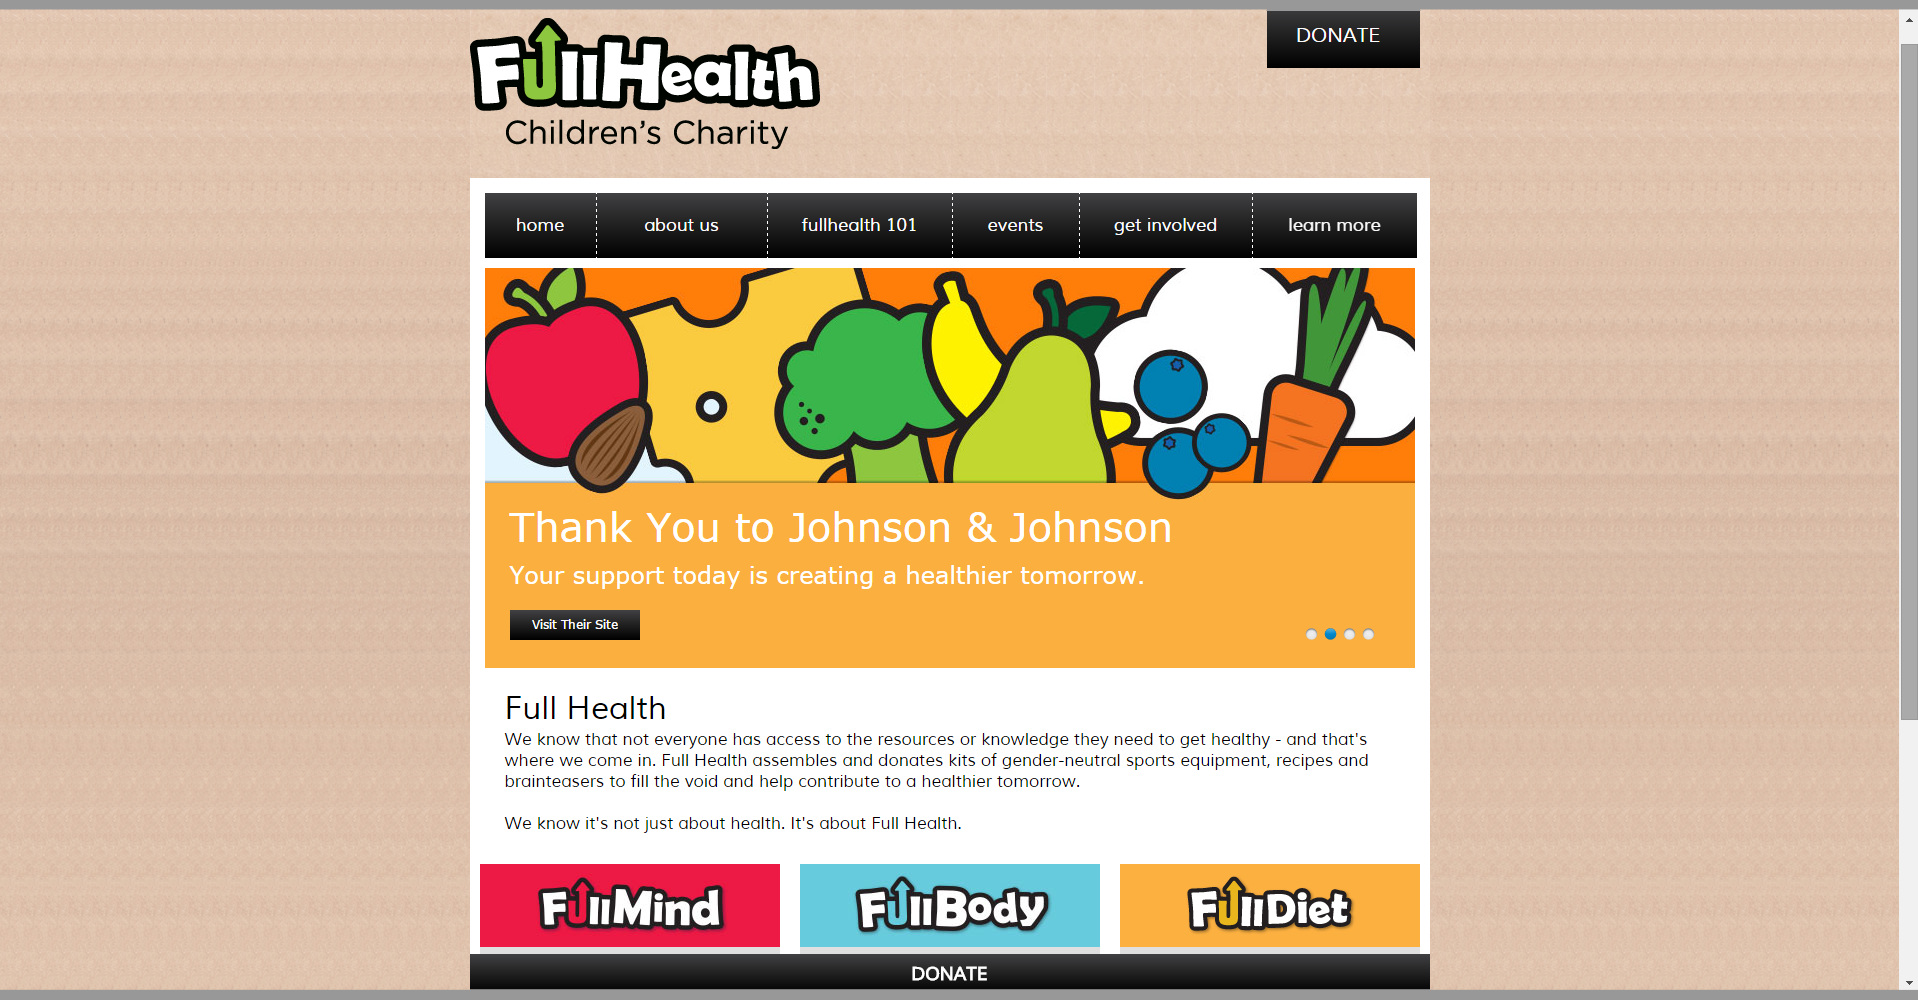 FullHealth
Children's Charity
DONATE
home
about us
fullhealth 101
events
get involved
learn more
Thank You to Johnson & Johnson
Your support today is creating a healthier tomorrow.
Visit Their Site
Full Health
We know that not everyone has access to the resources or knowledge they need to get healthy - and that's
where we come in. Full Health assembles and donates kits of gender-neutral sports equipment, recipes and
brainteasers to fill the void and help contribute to a healthier tomorrow.
We know it's not just about health. It's about Full Health.
FullMind
FullBody
FullDiet
DONATE